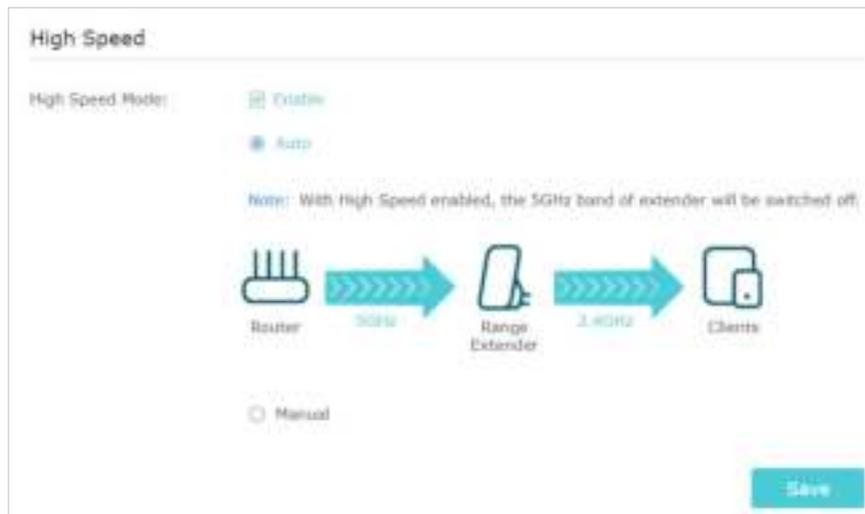 High Speed
High Speed Mode:
Enable
Auto
Note: With High Speed enabled, the 5GHz band of extender will be switched off.
Router
5GHz
Range
Extender
2.4GHz
Clients
Manual
Save